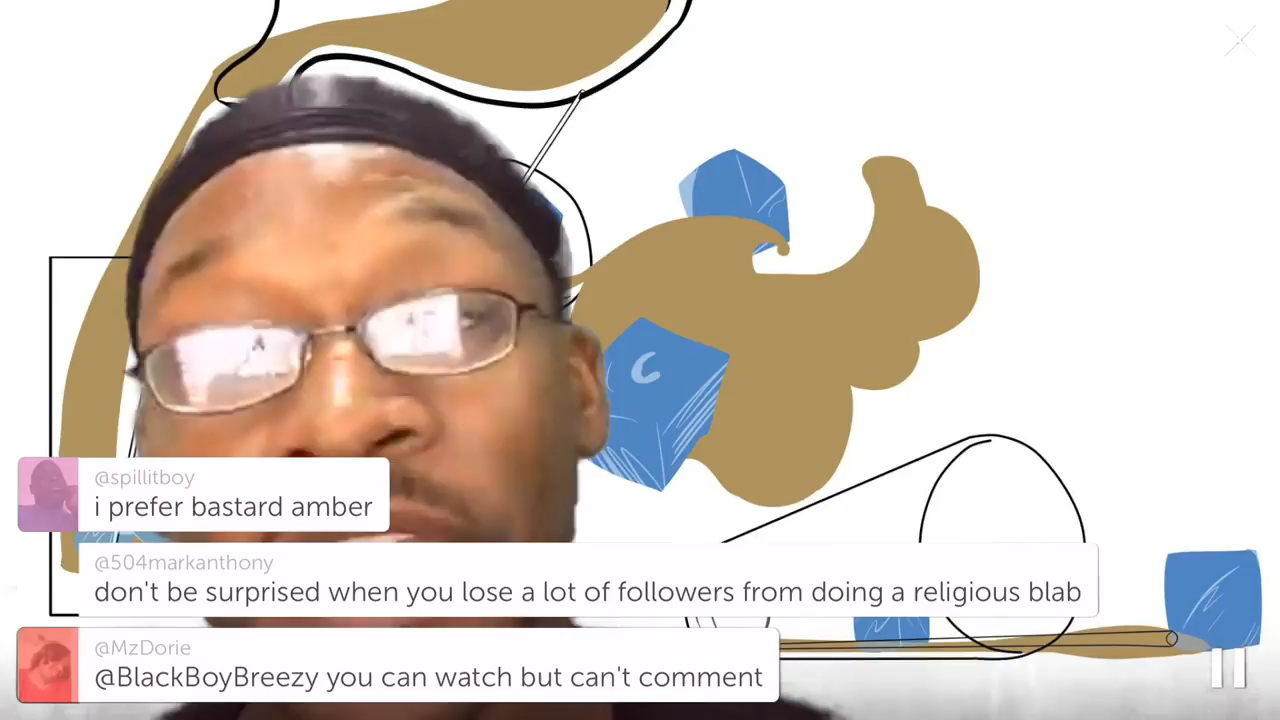 @spillitboy
i prefer bastard amber
@504markanthony
don't be surprised when you lose a lot of followers from doing a religious blab
@MzDorie
@BlackBoyBreezy you can watch but can't comment